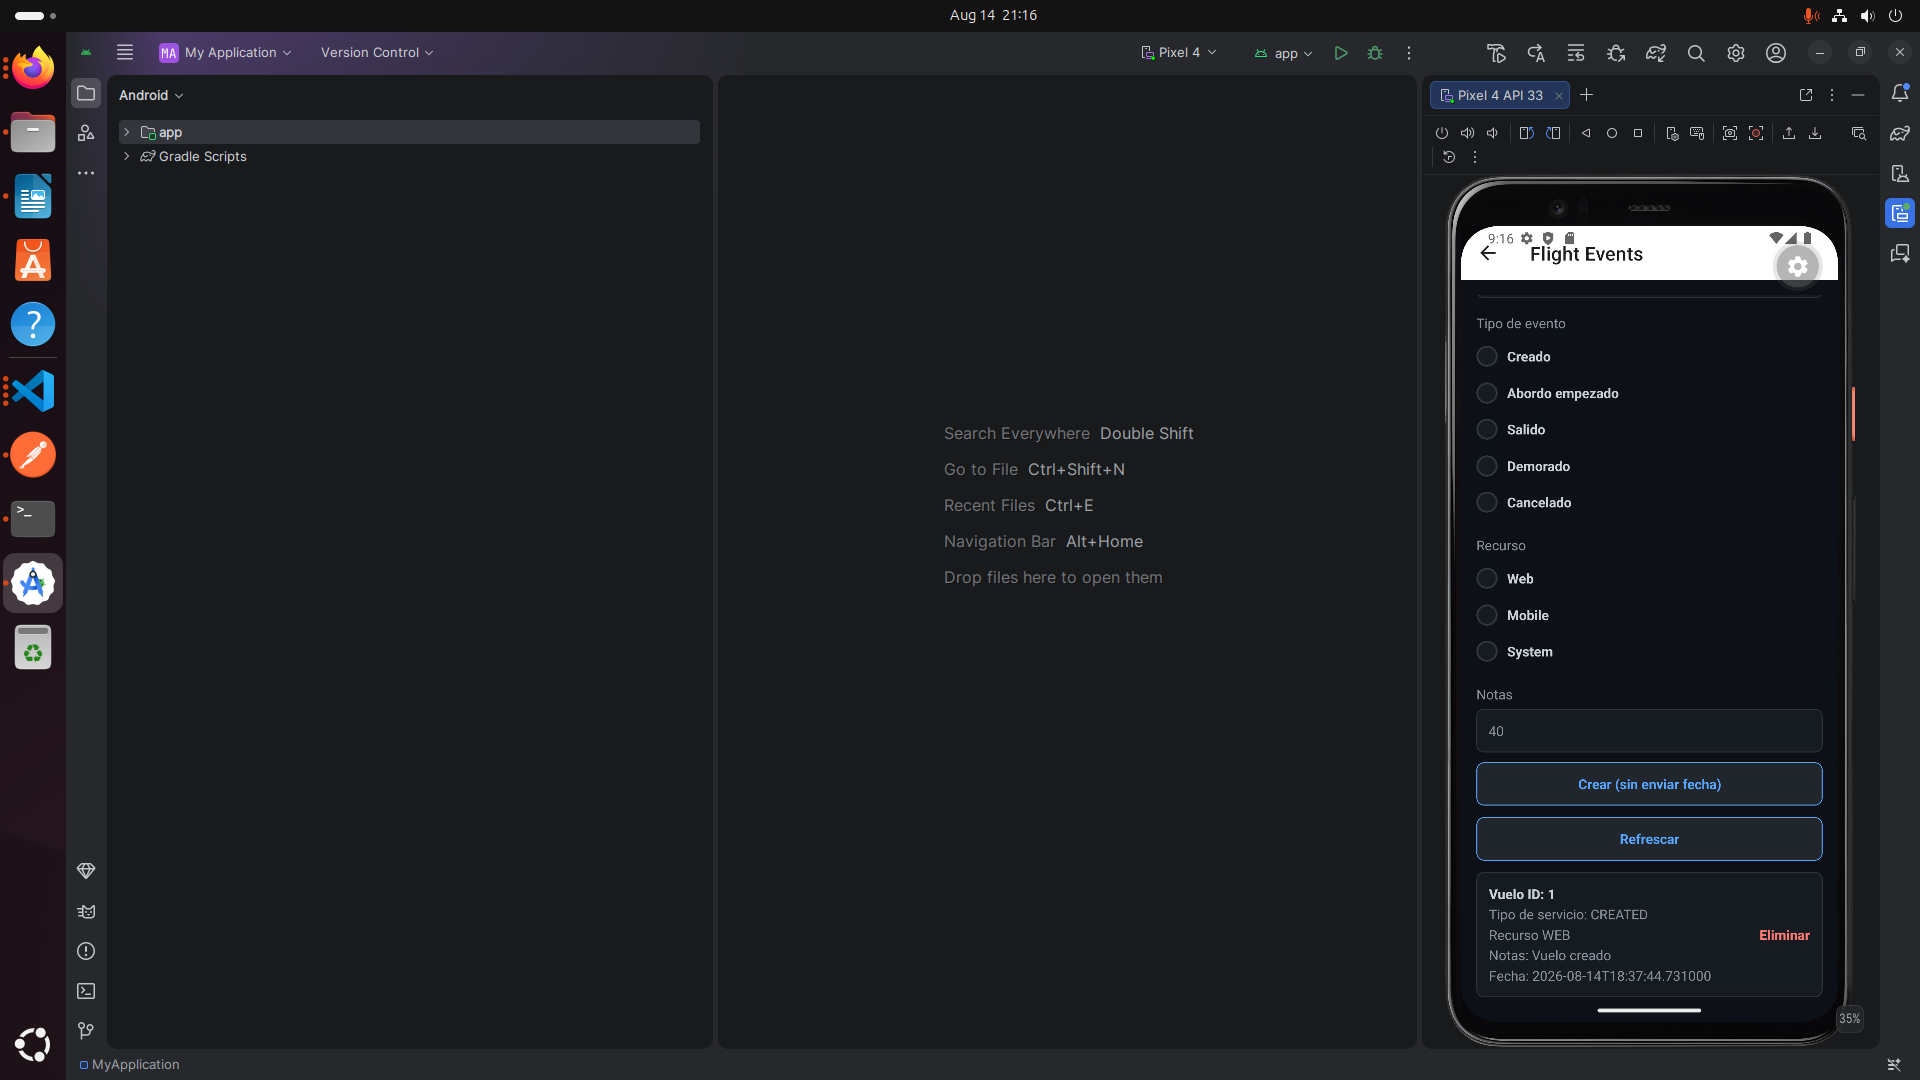 Aug 14 21:16
MA My Application
Version Control
Pixel 4
app
Android
app
Gradle Scripts
Search Everywhere Double Shift
Go to File Ctrl+Shift+N
Recent Files Ctrl+E
Navigation Bar Alt+Home
Drop files here to open them
Pixel 4 API 33
9:16
Flight Events
Tipo de evento
Creado
Abordo empezado
Salido
Demorado
Cancelado
Recurso
Web
Mobile
System
Notas
40
Crear (sin enviar fecha)
Refrescar
Vuelo ID: 1
Tipo de servicio: CREATED
Recurso WEB
Eliminar
Notas: Vuelo creado
Fecha: 2026-08-14T18:37:44.731000
35%
MyApplication